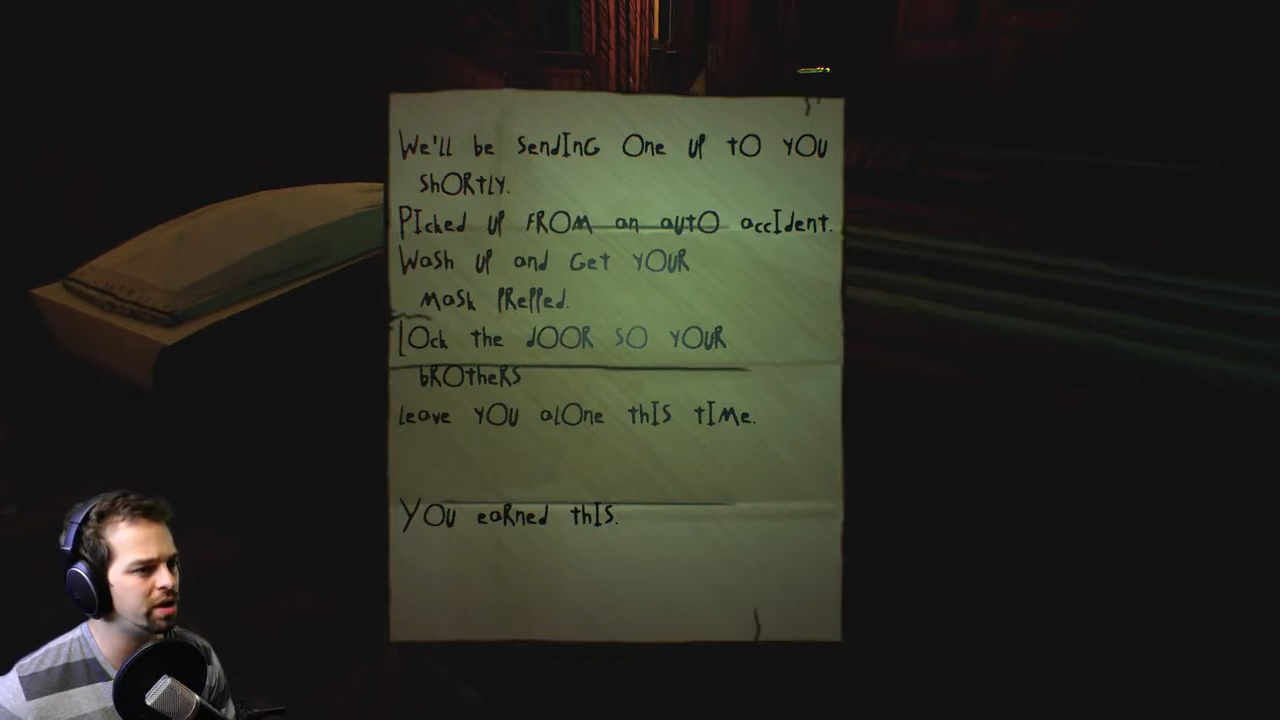 We'll be sendInG One uP tO yOU
shORtLy.
PIcked uP FROM an autO accIdent.
Wash uP and Get yOUR
mask PRePPed.
LOck the dOOR SO yOUR
bROtheRs
leave yOU alOne thIS tIMe.
YOu eaRned thIS.